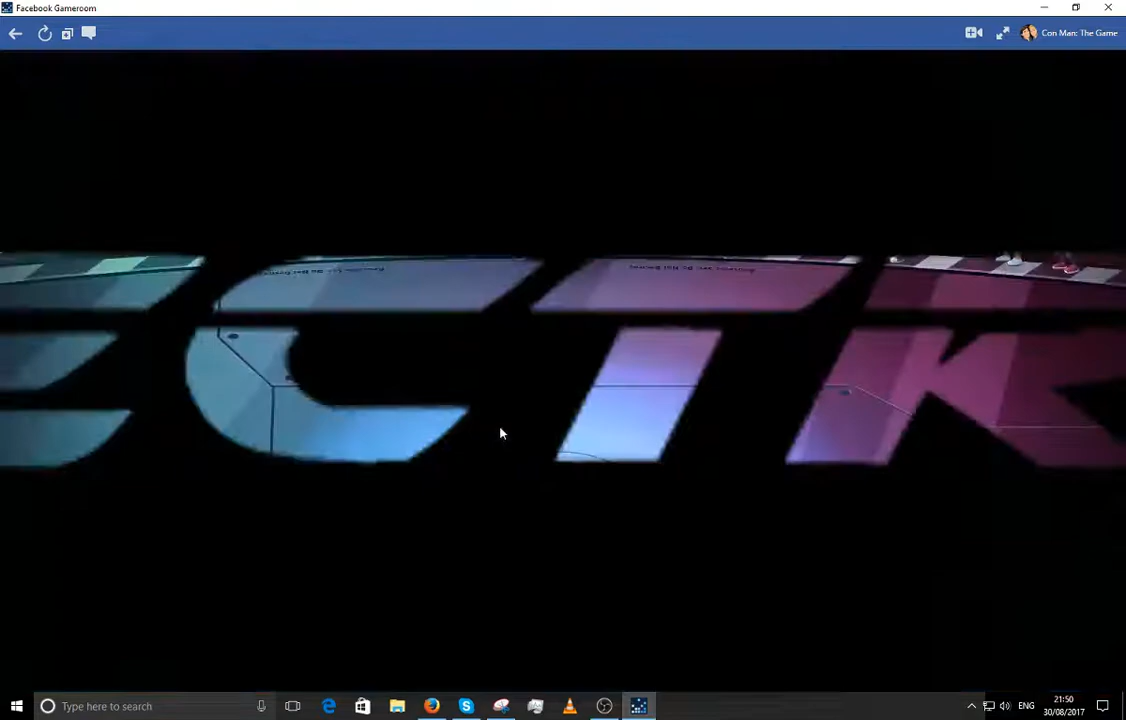 Facebook Gameroom
Con Man: The Game
ECTR
Type here to search
ENG
21:50
30/08/2017